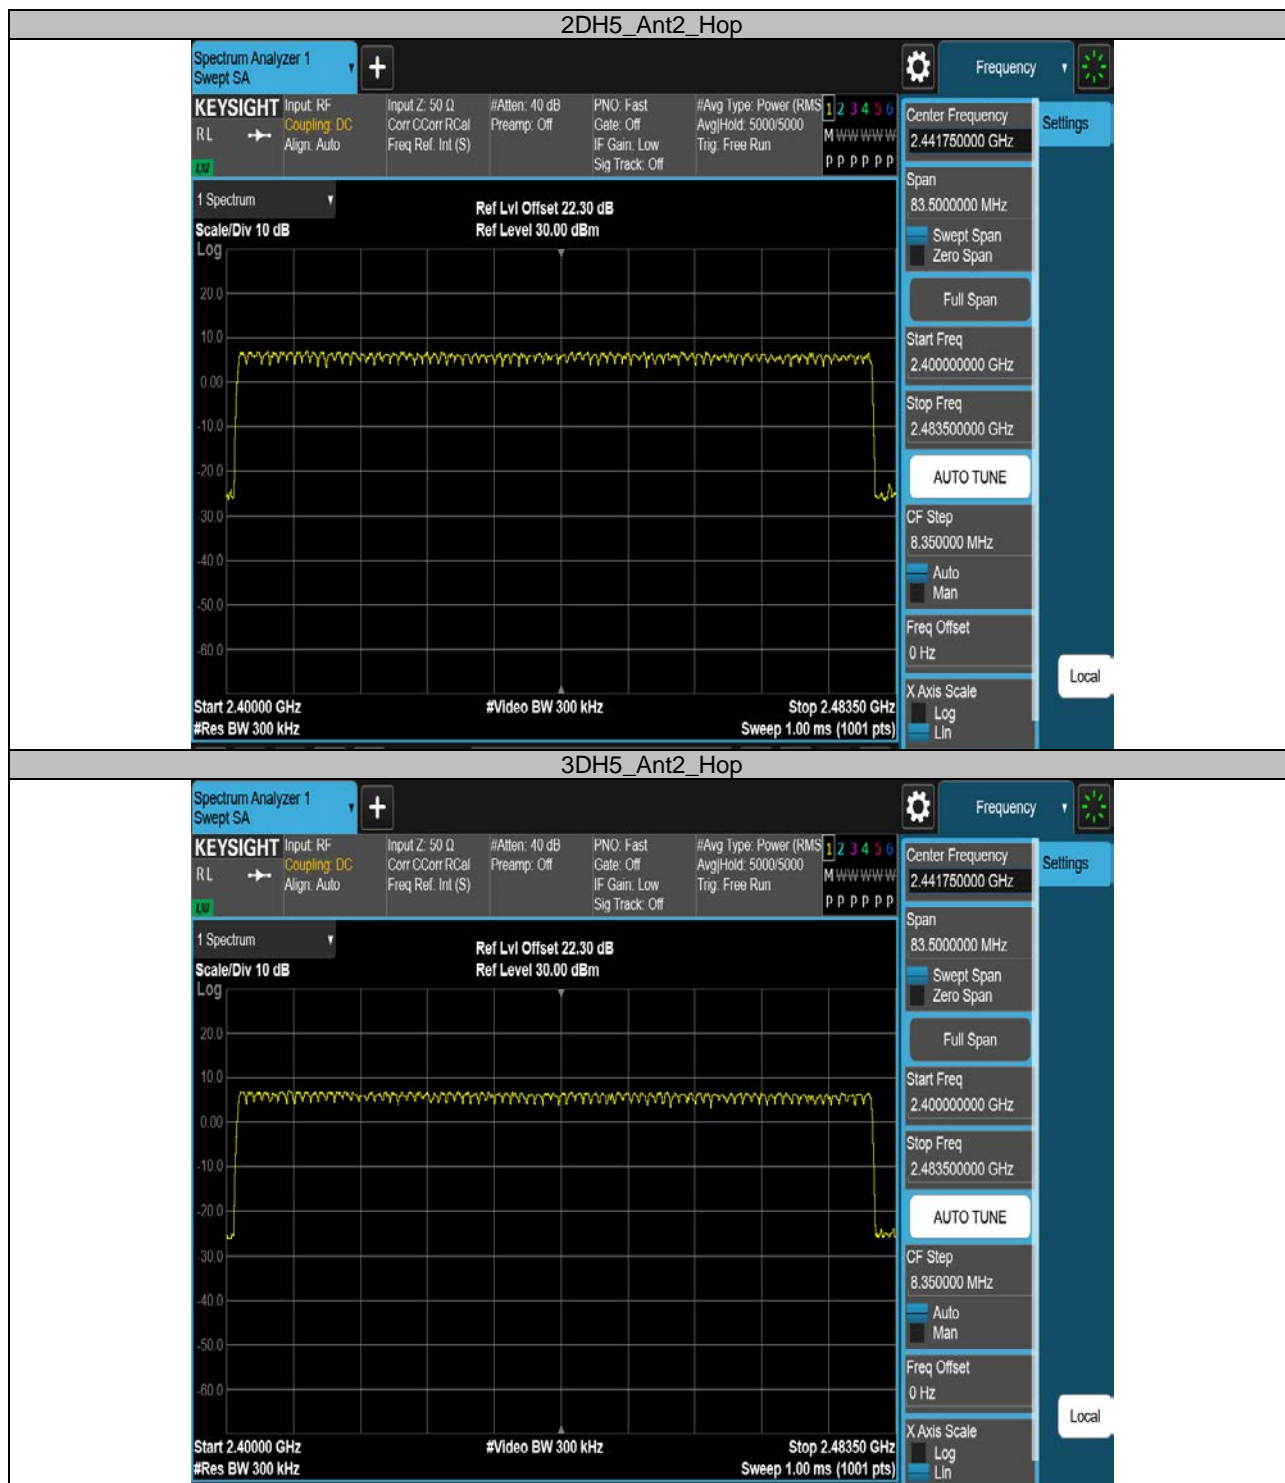 2DH5_Ant2_Hop
Spectrum Analyzer 1
Swept SA
Frequency
KEYSIGHT
RL
LXI
Input: RF
Coupling: DC
Align: Auto
Input Z: 50 Ω
Corr CCorr RCal
Freq Ref: Int (S)
#Atten: 40 dB
Preamp: Off
PNO: Fast
Gate: Off
IF Gain: Low
Sig Track: Off
#Avg Type: Power (RMS
Avg|Hold: 5000/5000
Trig: Free Run
1 2 3 4 5 6
M W W W W W
P P P P P P
Center Frequency
2.441750000 GHz
Settings
Span
83.5000000 MHz
Swept Span
Zero Span
Full Span
Start Freq
2.400000000 GHz
Stop Freq
2.483500000 GHz
AUTO TUNE
CF Step
8.350000 MHz
Auto
Man
Freq Offset
0 Hz
X Axis Scale
Log
Lin
Local
1 Spectrum
Scale/Div 10 dB
Log
Ref Lvl Offset 22.30 dB
Ref Level 30.00 dBm
20.0
10.0
0.00
-10.0
-20.0
-30.0
-40.0
-50.0
-60.0
Start 2.40000 GHz
#Res BW 300 kHz
#Video BW 300 kHz
Stop 2.48350 GHz
Sweep 1.00 ms (1001 pts)
3DH5_Ant2_Hop
Spectrum Analyzer 1
Swept SA
Frequency
KEYSIGHT
RL
LXI
Input: RF
Coupling: DC
Align: Auto
Input Z: 50 Ω
Corr CCorr RCal
Freq Ref: Int (S)
#Atten: 40 dB
Preamp: Off
PNO: Fast
Gate: Off
IF Gain: Low
Sig Track: Off
#Avg Type: Power (RMS
Avg|Hold: 5000/5000
Trig: Free Run
1 2 3 4 5 6
M W W W W W
P P P P P P
Center Frequency
2.441750000 GHz
Settings
Span
83.5000000 MHz
Swept Span
Zero Span
Full Span
Start Freq
2.400000000 GHz
Stop Freq
2.483500000 GHz
AUTO TUNE
CF Step
8.350000 MHz
Auto
Man
Freq Offset
0 Hz
X Axis Scale
Log
Lin
Local
1 Spectrum
Scale/Div 10 dB
Log
Ref Lvl Offset 22.30 dB
Ref Level 30.00 dBm
20.0
10.0
0.00
-10.0
-20.0
-30.0
-40.0
-50.0
-60.0
Start 2.40000 GHz
#Res BW 300 kHz
#Video BW 300 kHz
Stop 2.48350 GHz
Sweep 1.00 ms (1001 pts)